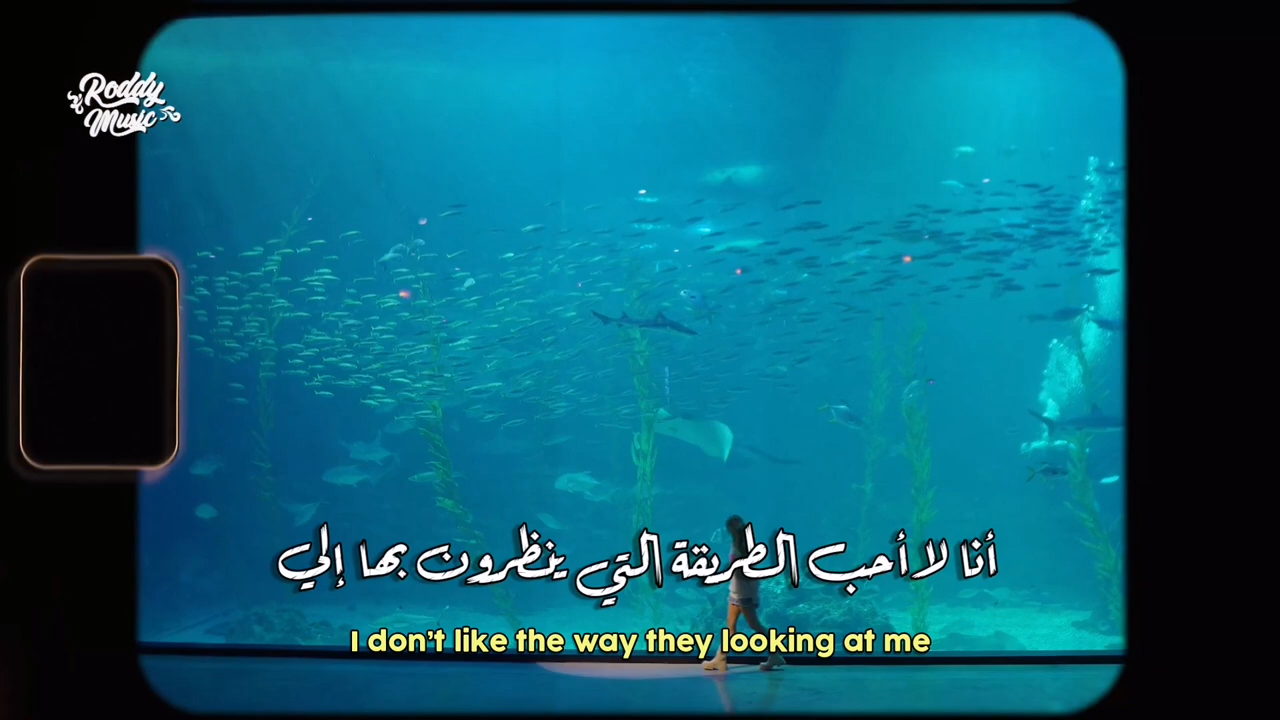 Roddy
Music
أنا لا أحب الطريقة التي ينظرون بها إلي
I don't like the way they looking at me